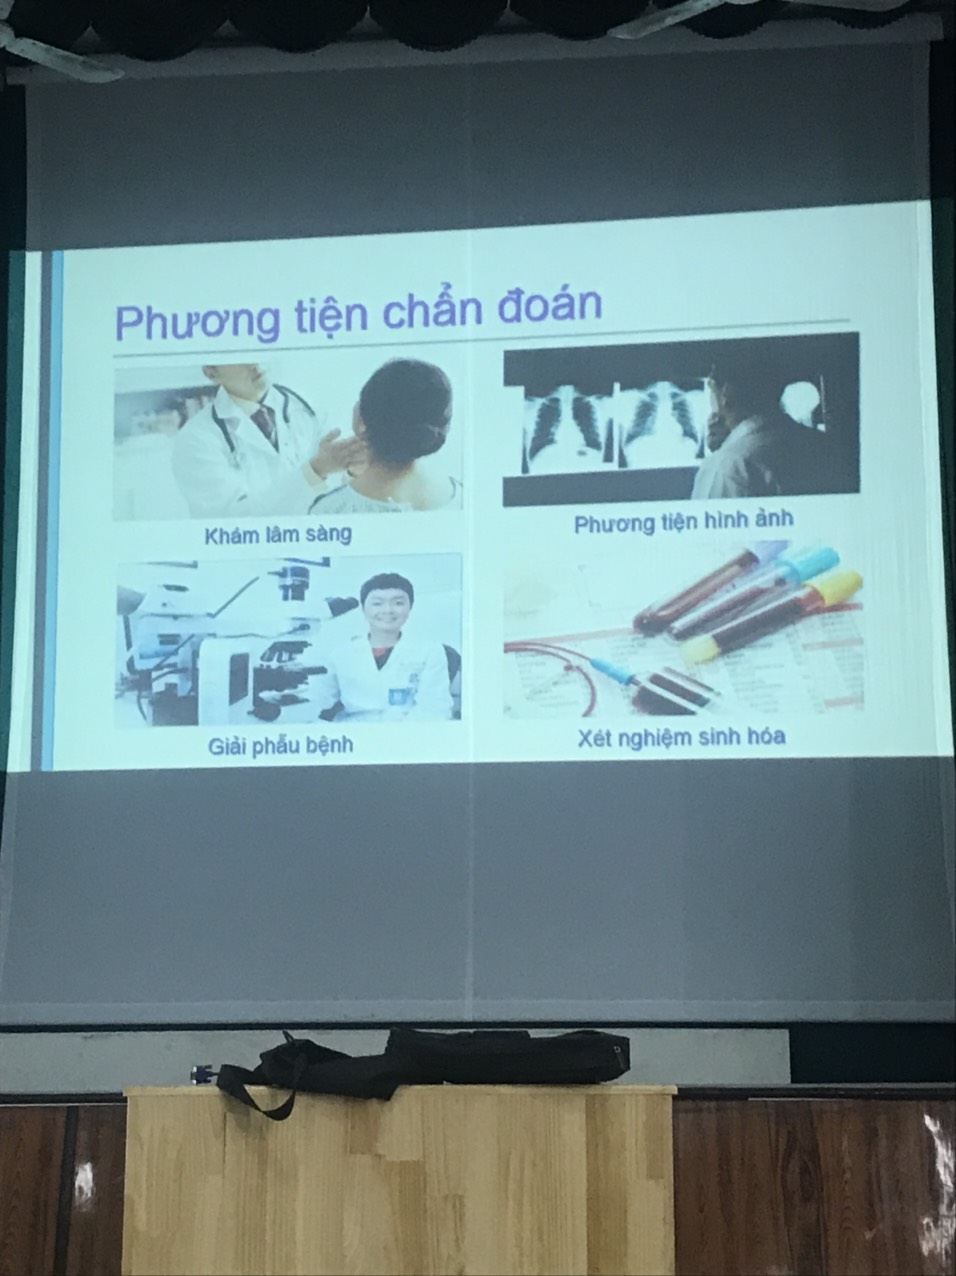 Phương tiện chẩn đoán
Khám lâm sàng
Phương tiện hình ảnh
Giải phẫu bệnh
Xét nghiệm sinh hóa